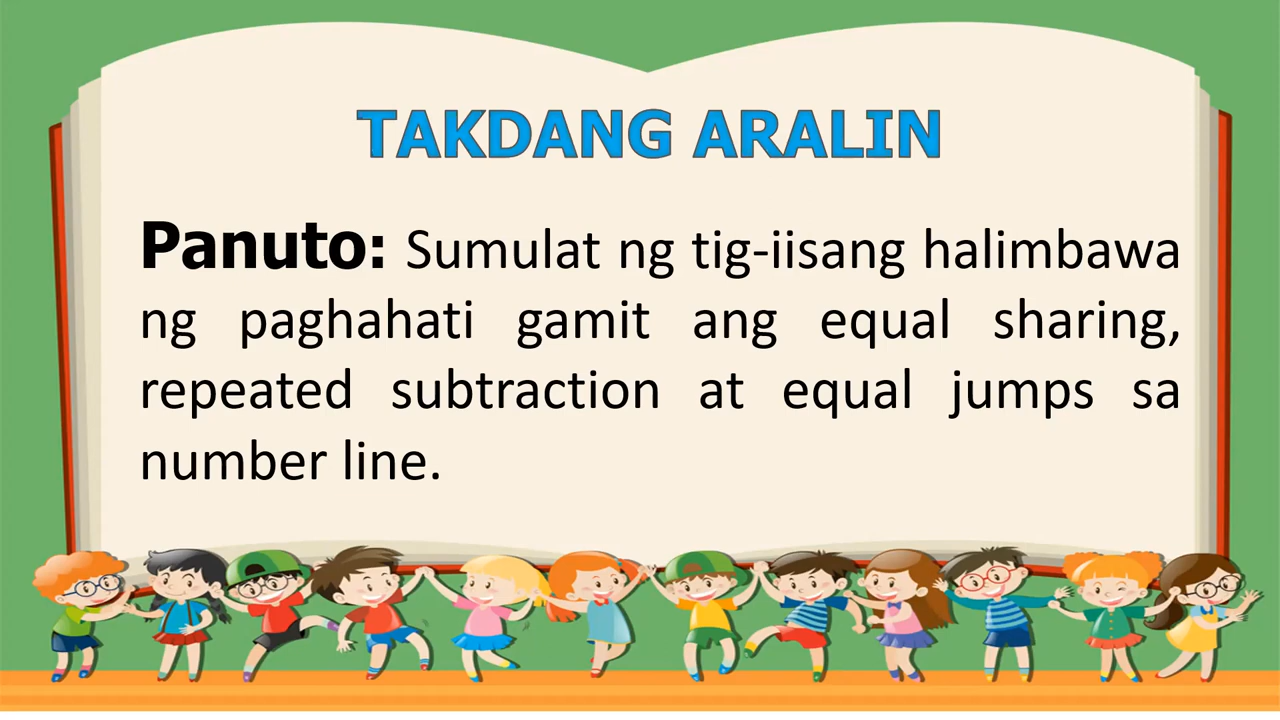 TAKDANG ARALIN
Panuto: Sumulat ng tig-iisang halimbawa
ng paghahati gamit ang equal sharing,
repeated subtraction at equal jumps sa
number line.